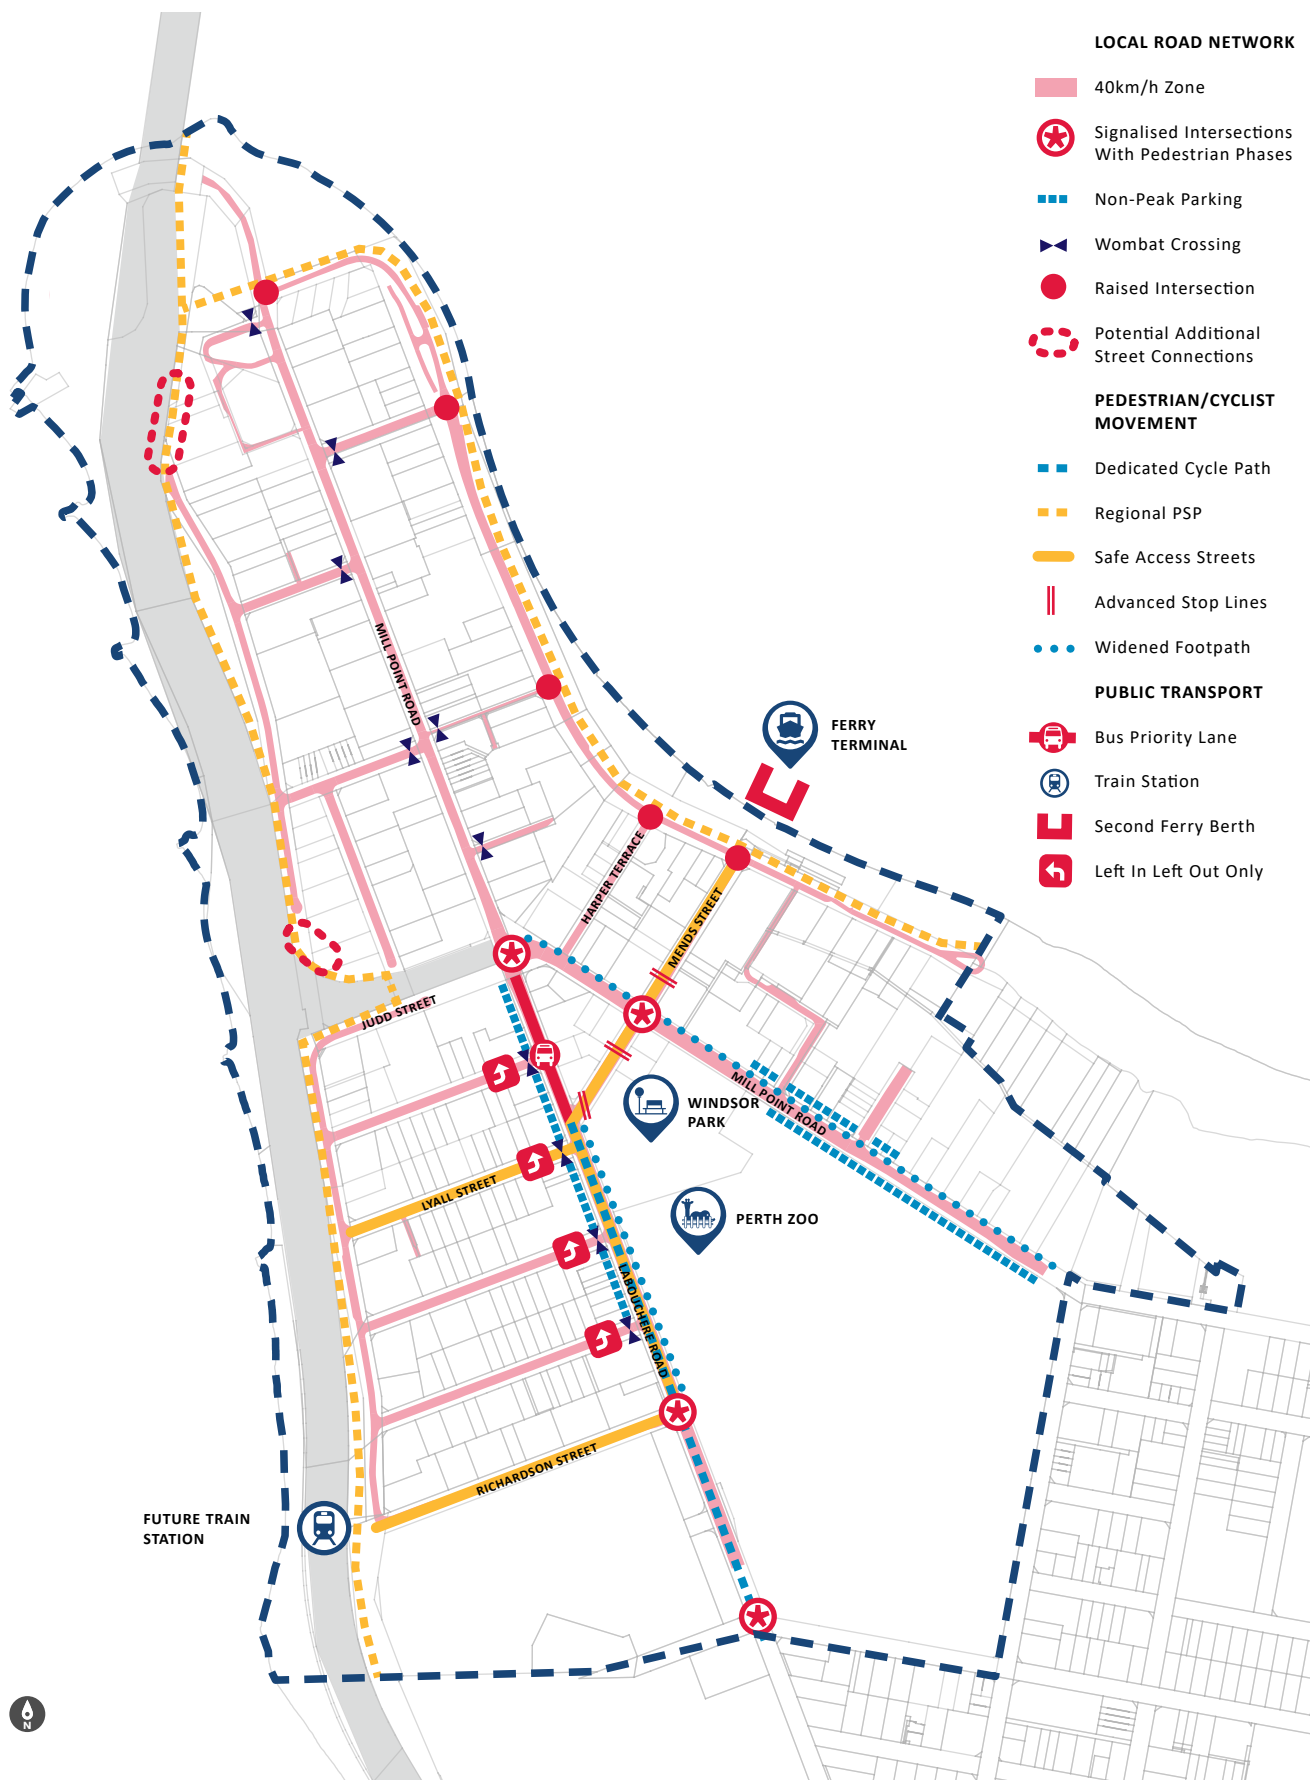 LOCAL ROAD NETWORK
40km/h Zone
Signalised Intersections
With Pedestrian Phases
Non-Peak Parking
Wombat Crossing
Raised Intersection
Potential Additional
Street Connections
PEDESTRIAN/CYCLIST
MOVEMENT
Dedicated Cycle Path
Regional PSP
Safe Access Streets
Advanced Stop Lines
Widened Footpath
PUBLIC TRANSPORT
Bus Priority Lane
Train Station
Second Ferry Berth
Left In Left Out Only
MILL POINT ROAD
FERRY
TERMINAL
HARPER TERRACE
MENDS STREET
JUDD STREET
MILL POINT ROAD
WINDSOR
PARK
LYALL STREET
PERTH ZOO
LABOUCHERE ROAD
RICHARDSON STREET
FUTURE TRAIN
STATION
N